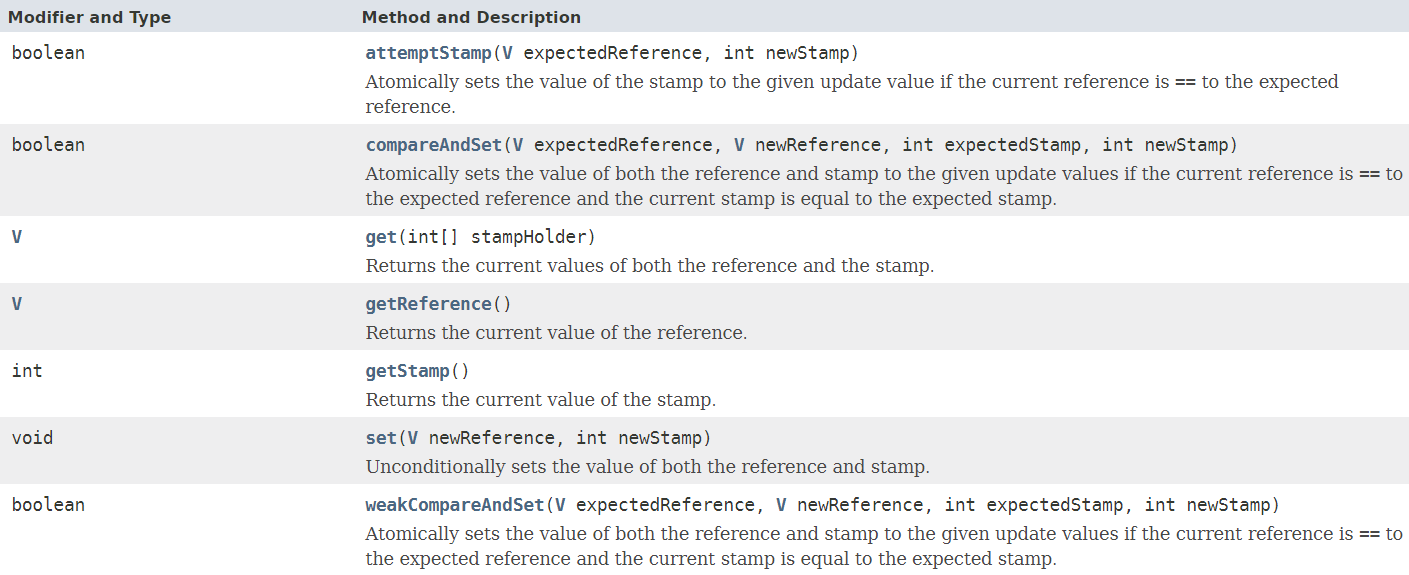 Modifier and Type Method and Description
boolean attemptStamp(V expectedReference, int newStamp)
Atomically sets the value of the stamp to the given update value if the current reference is == to the expected
reference.
boolean compareAndSet(V expectedReference, V newReference, int expectedStamp, int newStamp)
Atomically sets the value of both the reference and stamp to the given update values if the current reference is == to
the expected reference and the current stamp is equal to the expected stamp.
V get(int[] stampHolder)
Returns the current values of both the reference and the stamp.
V getReference()
Returns the current value of the reference.
int getStamp()
Returns the current value of the stamp.
void set(V newReference, int newStamp)
Unconditionally sets the value of both the reference and stamp.
boolean weakCompareAndSet(V expectedReference, V newReference, int expectedStamp, int newStamp)
Atomically sets the value of both the reference and stamp to the given update values if the current reference is == to
the expected reference and the current stamp is equal to the expected stamp.